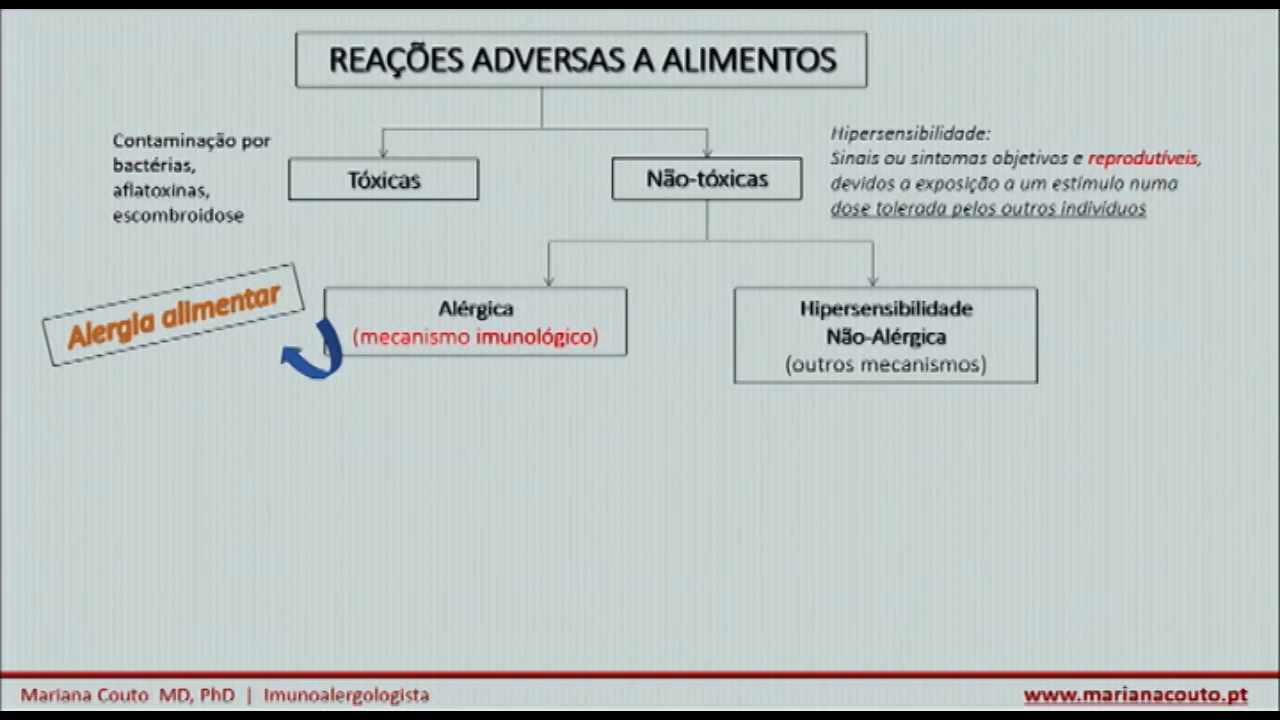 REAÇÕES ADVERSAS A ALIMENTOS
Contaminação por
bactérias,
aflatoxinas,
escombroidose
Tóxicas
Não-tóxicas
Hipersensibilidade:
Sinais ou sintomas objetivos e reprodutíveis,
devidos a exposição a um estímulo numa
dose tolerada pelos outros indivíduos
Alergia alimentar
Alérgica
(mecanismo imunológico)
Hipersensibilidade
Não-Alérgica
(outros mecanismos)
Mariana Couto MD, PhD | Imunoalergologista
www.marianacouto.pt